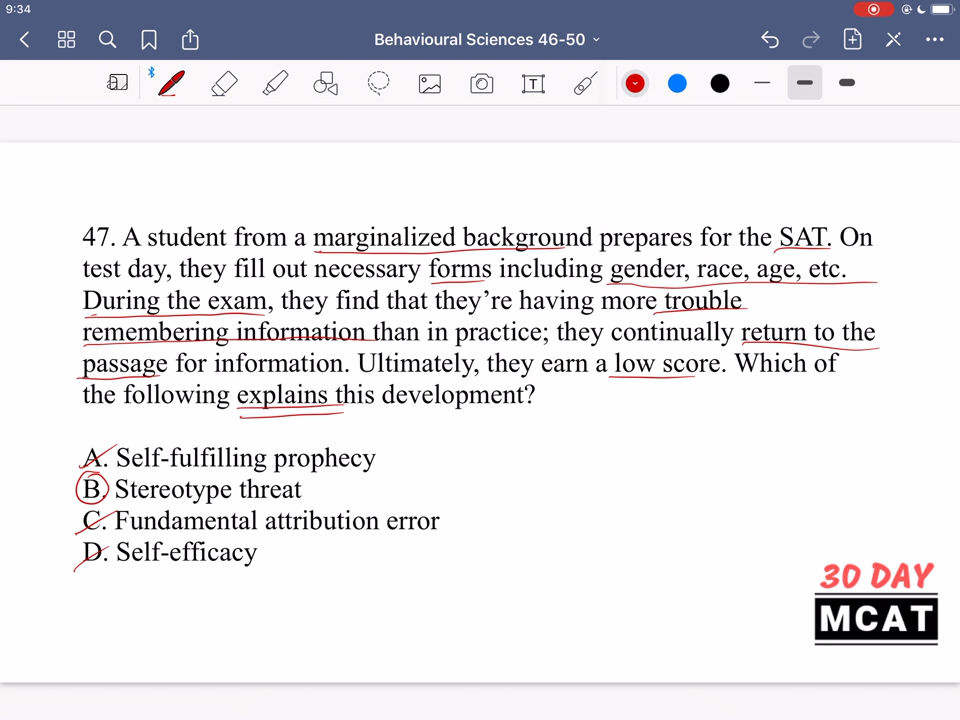 9:34
Behavioural Sciences 46-50
T
47. A student from a marginalized background prepares for the SAT. On
test day, they fill out necessary forms including gender, race, age, etc.
During the exam, they find that they’re having more trouble
remembering information than in practice; they continually return to the
passage for information. Ultimately, they earn a low score. Which of
the following explains this development?
A. Self-fulfilling prophecy
B. Stereotype threat
C. Fundamental attribution error
D. Self-efficacy
30 DAY
MCAT